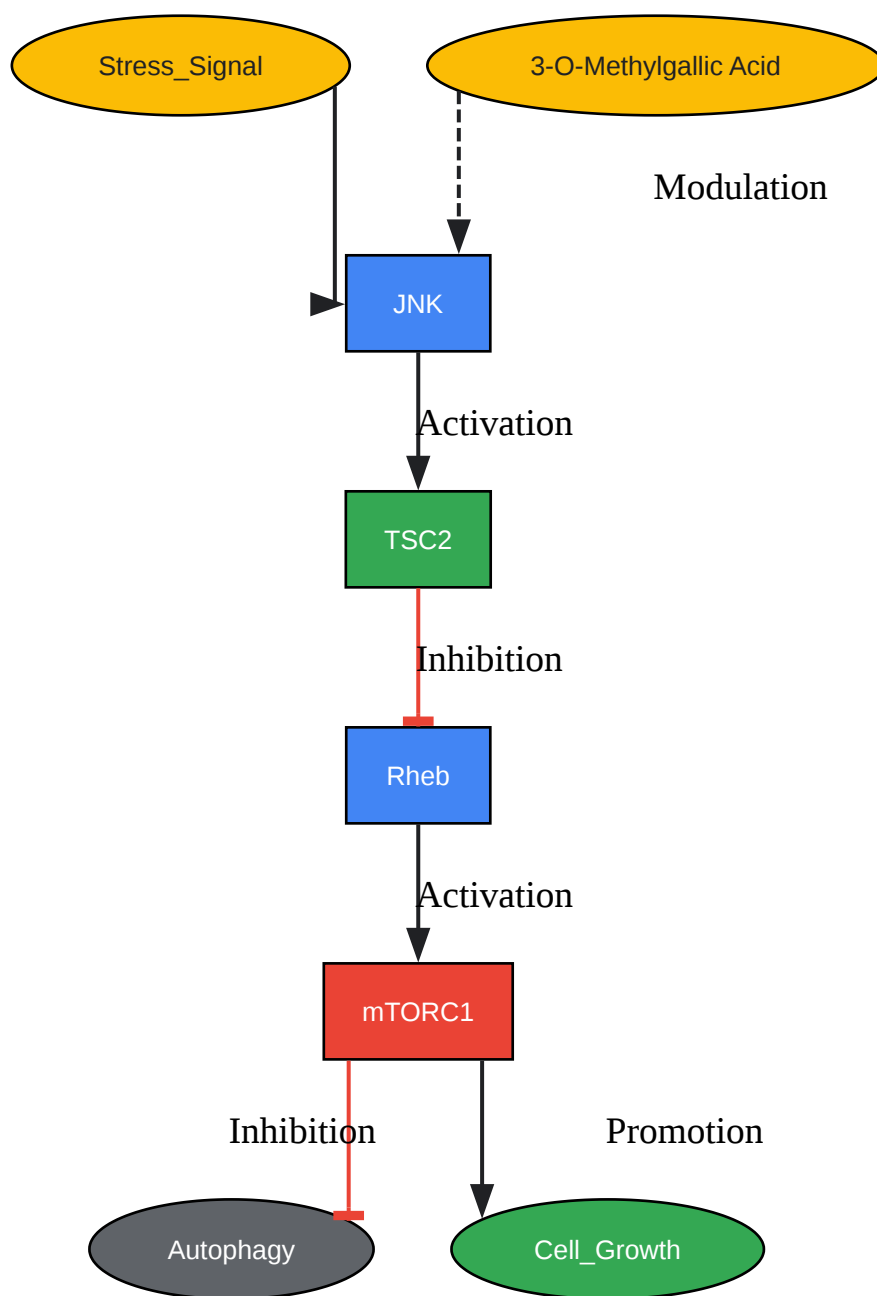 Stress_Signal
3-O-Methylgallic Acid
Modulation
JNK
Activation
TSC2
Inhibition
Rheb
Activation
mTORC1
Inhibition
Promotion
Autophagy
Cell_Growth